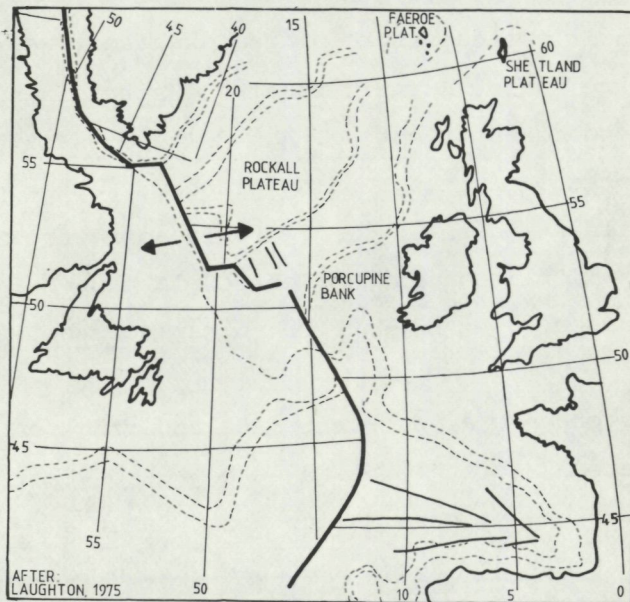 50
45
40
15
FAEROE
PLAT.
60
SHETLAND
PLATEAU
20
55
ROCKALL
PLATEAU
55
PORCUPINE
BANK
50
50
45
45
55
AFTER:
LAUGHTON, 1975
50
10
5
0